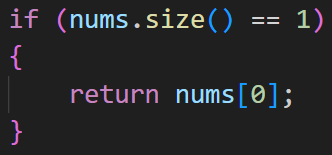 if (nums.size() == 1)
{
    return nums[0];
}